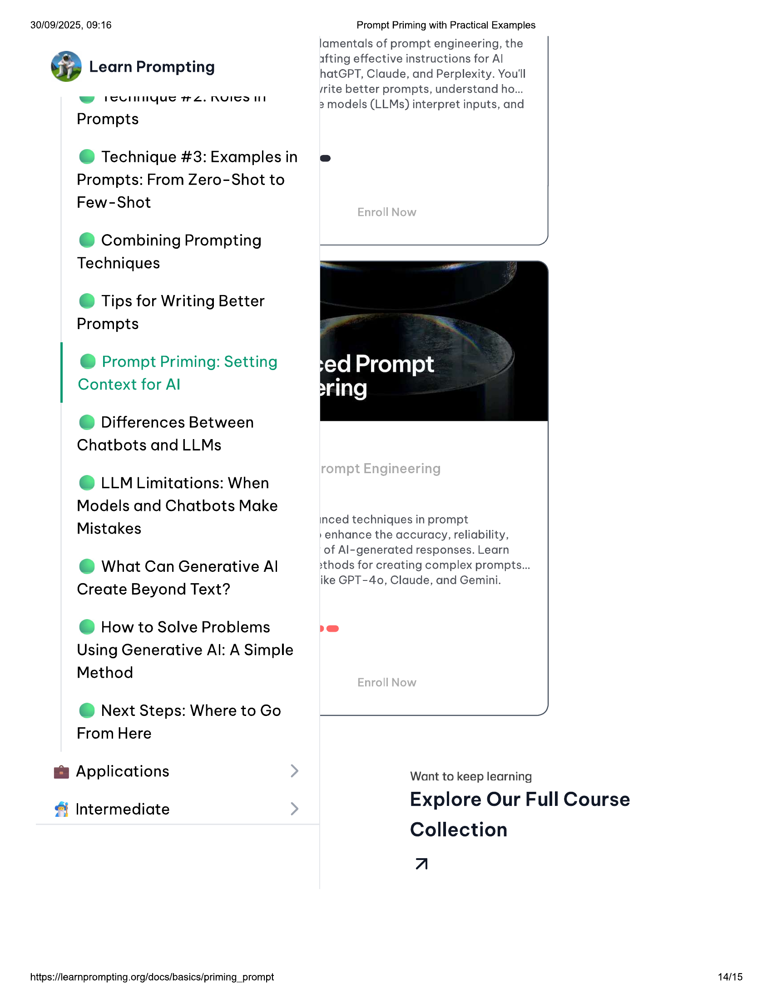 30/09/2025, 09:16
Prompt Priming with Practical Examples
Learn Prompting
Technique #2: Roles in
Prompts
Technique #3: Examples in
Prompts: From Zero-Shot to
Few-Shot
Combining Prompting
Techniques
Tips for Writing Better
Prompts
Prompt Priming: Setting
Context for AI
Differences Between
Chatbots and LLMs
LLM Limitations: When
Models and Chatbots Make
Mistakes
What Can Generative AI
Create Beyond Text?
How to Solve Problems
Using Generative AI: A Simple
Method
Next Steps: Where to Go
From Here
Applications
Intermediate
lamentals of prompt engineering, the
afting effective instructions for AI
hatGPT, Claude, and Perplexity. You'll
write better prompts, understand ho...
e models (LLMs) interpret inputs, and
Enroll Now
ced Prompt
ering
rompt Engineering
anced techniques in prompt
enhance the accuracy, reliability,
of AI-generated responses. Learn
ethods for creating complex prompts...
ike GPT-4o, Claude, and Gemini.
Enroll Now
Want to keep learning
Explore Our Full Course
Collection
https://learnprompting.org/docs/basics/priming_prompt
14/15